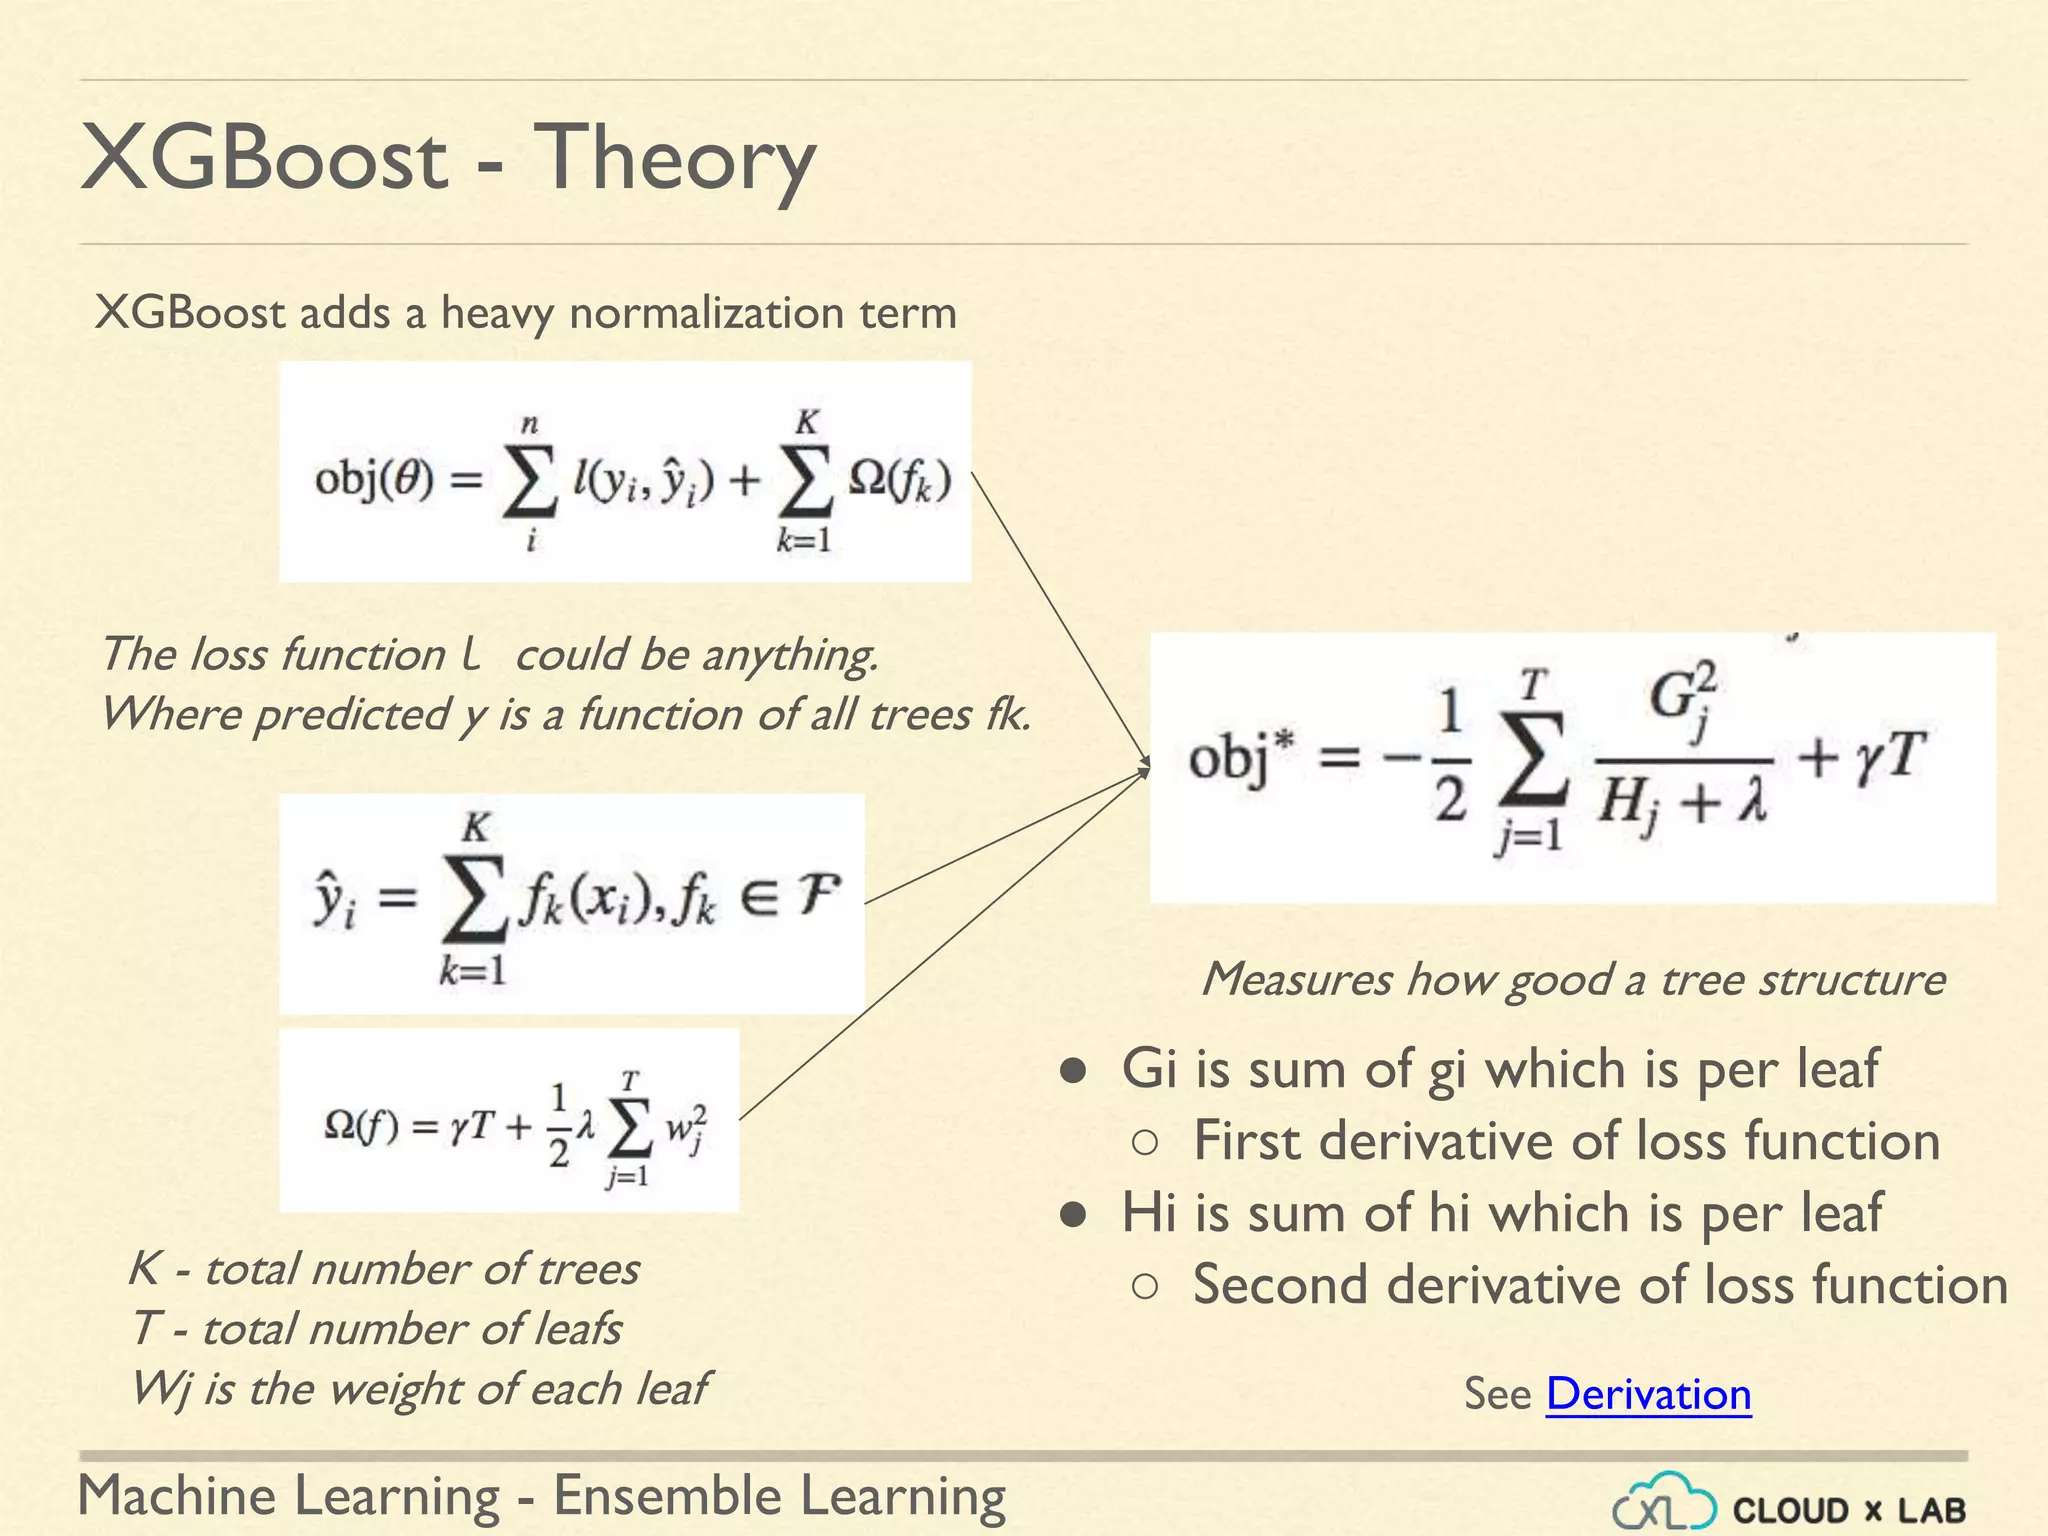 XGBoost - Theory
XGBoost adds a heavy normalization term
obj(θ) = ∑_i^n l(y_i, ŷ_i) + ∑_{k=1}^K Ω(f_k)
The loss function l could be anything.
Where predicted y is a function of all trees fk.
ŷ_i = ∑_{k=1}^K f_k(x_i), f_k ∈ ℱ
Ω(f) = γT + 1/2 λ ∑_{j=1}^T w_j^2
K - total number of trees
T - total number of leafs
Wj is the weight of each leaf
obj* = -1/2 ∑_{j=1}^T G_j^2 / (H_j + λ) + γT
Measures how good a tree structure
● Gi is sum of gi which is per leaf
○ First derivative of loss function
● Hi is sum of hi which is per leaf
○ Second derivative of loss function
See Derivation
Machine Learning - Ensemble Learning
XL CLOUD x LAB